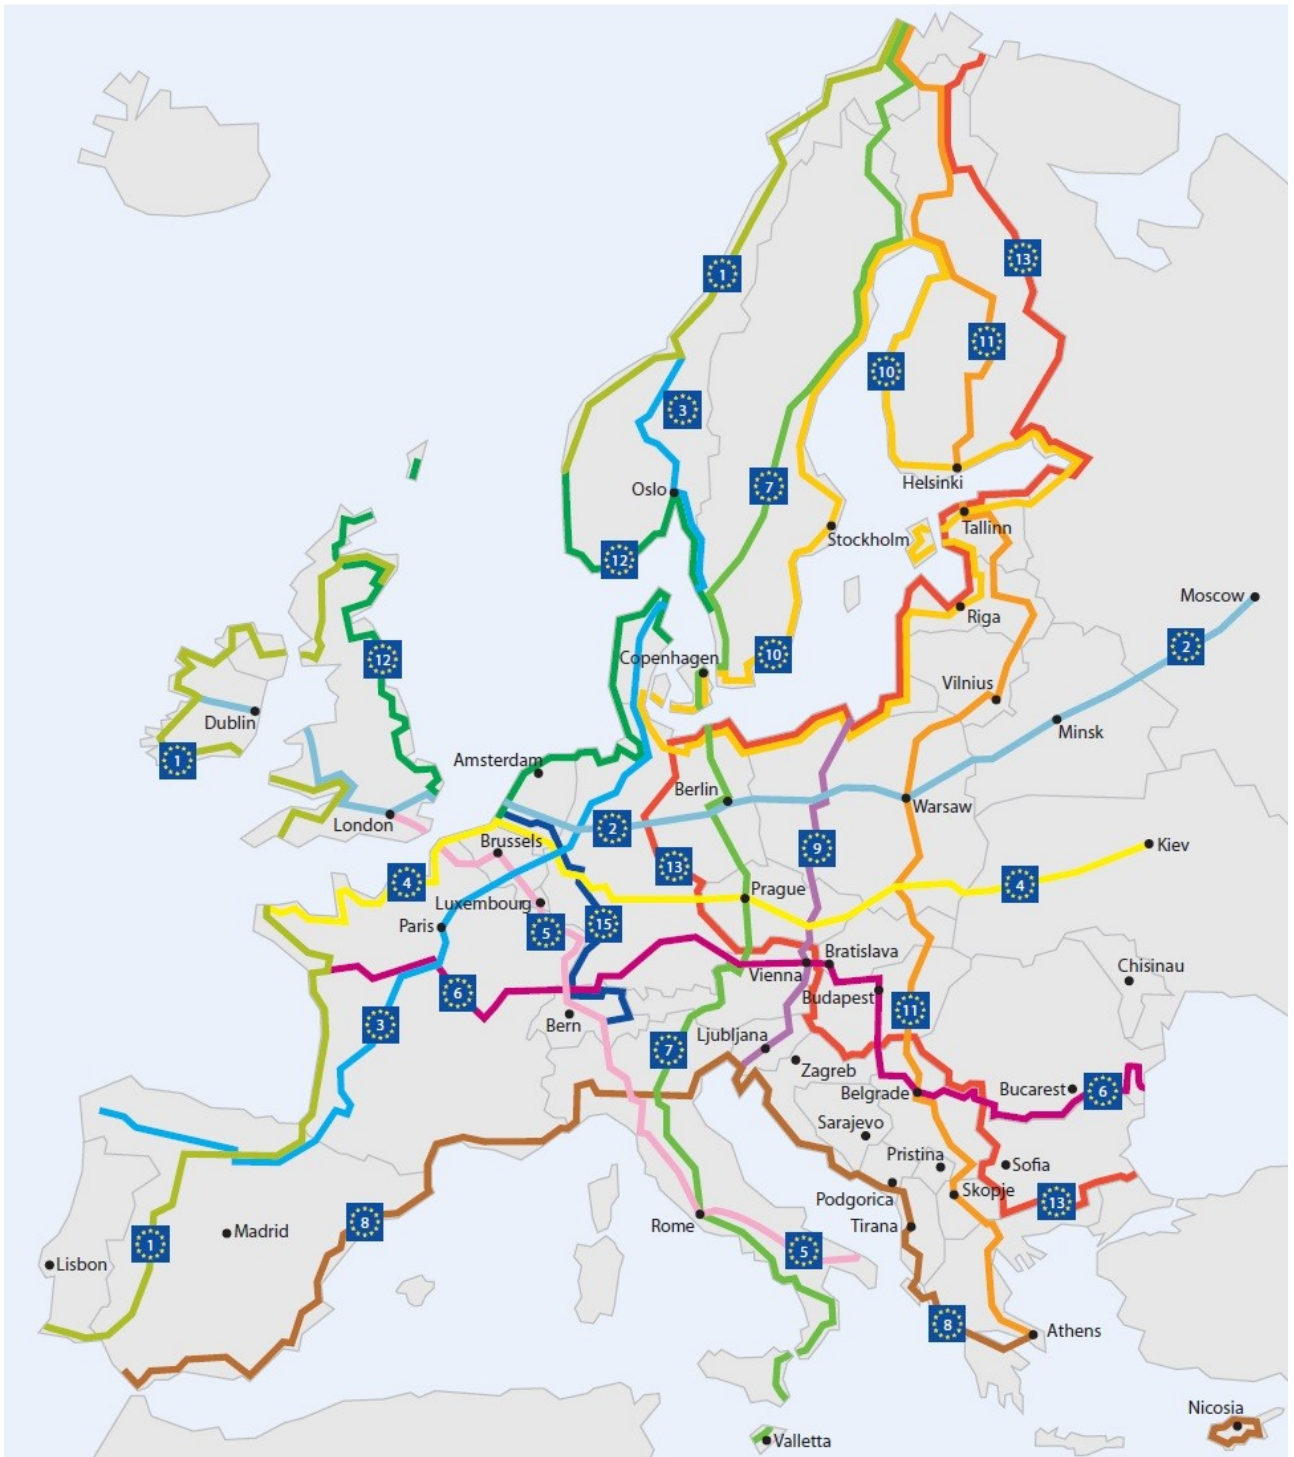 1
13
11
10
3
Oslo
7
Helsinki
Tallinn
Stockholm
12
Moscow
Riga
2
Copenhagen
10
12
Vilnius
Dublin
Minsk
1
Amsterdam
Berlin
Warsaw
London
2
Brussels
9
Kiev
13
4
4
Prague
Luxembourg
Paris
15
5
Bratislava
Vienna
Chisinau
6
Budapest
11
3
Bern
Ljubljana
7
Zagreb
Belgrade
Bucarest
6
Sarajevo
Pristina
Sofia
Podgorica
Skopje
13
8
Rome
Tirana
Madrid
1
5
Lisbon
8
Athens
Nicosia
Valletta